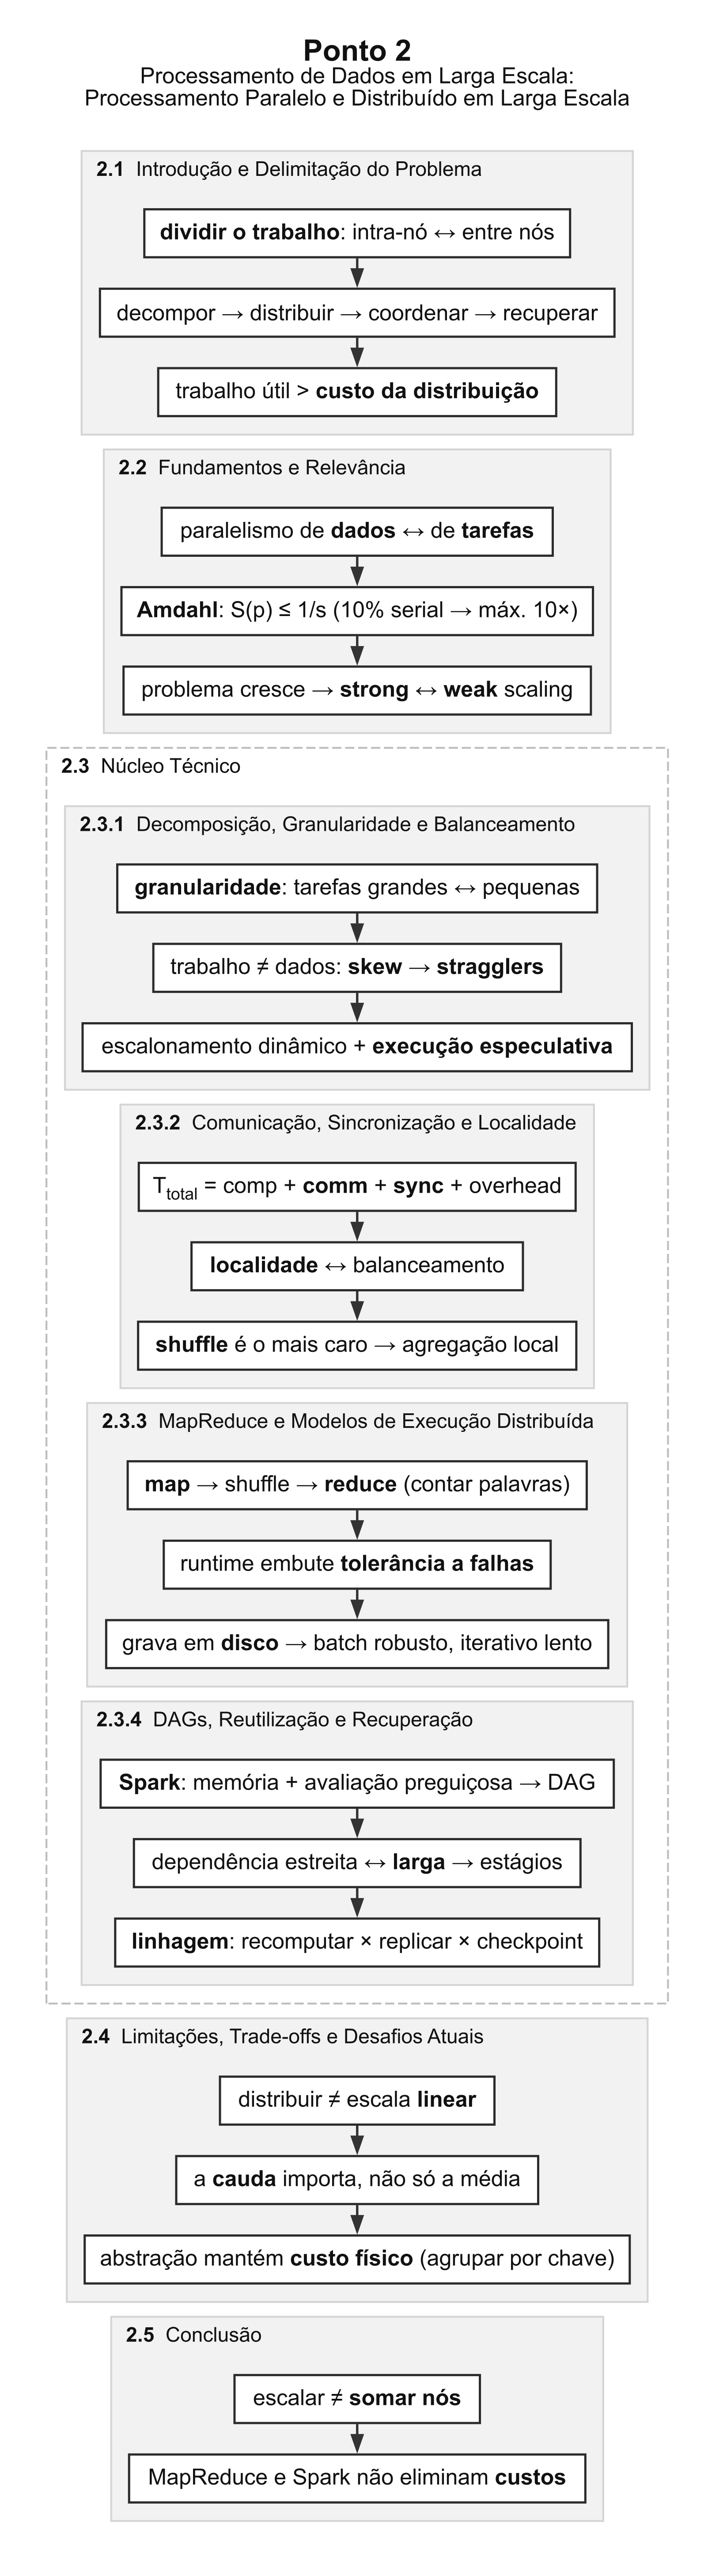 Ponto 2
Processamento de Dados em Larga Escala:
Processamento Paralelo e Distribuído em Larga Escala
2.1 Introdução e Delimitação do Problema
dividir o trabalho: intra-nó ↔ entre nós
decompor → distribuir → coordenar → recuperar
trabalho útil > custo da distribuição
2.2 Fundamentos e Relevância
paralelismo de dados ↔ de tarefas
Amdahl: S(p) ≤ 1/s (10% serial → máx. 10×)
problema cresce → strong ↔ weak scaling
2.3 Núcleo Técnico
2.3.1 Decomposição, Granularidade e Balanceamento
granularidade: tarefas grandes ↔ pequenas
trabalho ≠ dados: skew → stragglers
escalonamento dinâmico + execução especulativa
2.3.2 Comunicação, Sincronização e Localidade
T_total = comp + comm + sync + overhead
localidade ↔ balanceamento
shuffle é o mais caro → agregação local
2.3.3 MapReduce e Modelos de Execução Distribuída
map → shuffle → reduce (contar palavras)
runtime embute tolerância a falhas
grava em disco → batch robusto, iterativo lento
2.3.4 DAGs, Reutilização e Recuperação
Spark: memória + avaliação preguiçosa → DAG
dependência estreita ↔ larga → estágios
linhagem: recomputar × replicar × checkpoint
2.4 Limitações, Trade-offs e Desafios Atuais
distribuir ≠ escala linear
a cauda importa, não só a média
abstração mantém custo físico (agrupar por chave)
2.5 Conclusão
escalar ≠ somar nós
MapReduce e Spark não eliminam custos